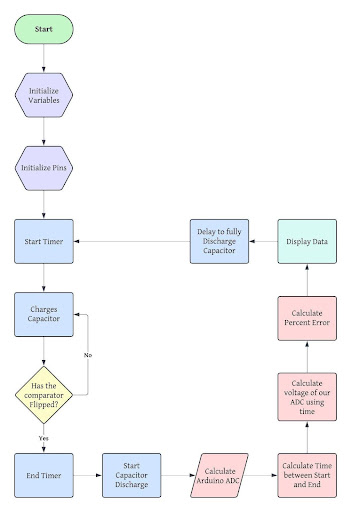 Start
Initialize
Variables
Initialize Pins
Start Timer
Delay to fully
Discharge
Capacitor
Display Data
Charges
Capacitor
Calculate
Percent Error
No
Has the
comparator
Flipped?
Calculate
voltage of our
ADC using
time
Yes
End Timer
Start
Capacitor
Discharge
Calculate
Arduino ADC
Calculate Time
between Start
and End